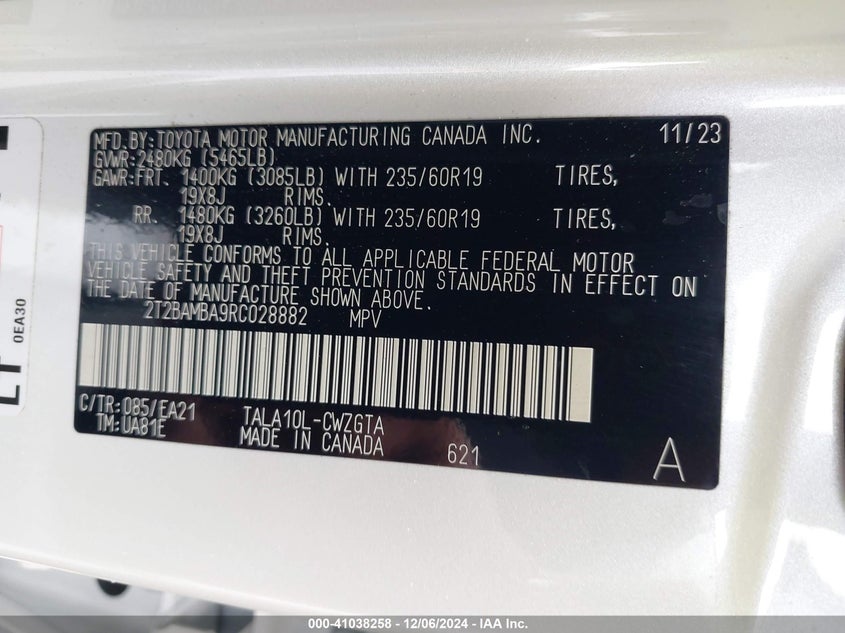 MFD.BY:TOYOTA MOTOR MANUFACTURING CANADA INC. 11/23
GVWR:2480KG (5465LB)
GAWR:FRT. 1400KG (3085LB) WITH 235/60R19 TIRES,
19X8J RIMS.
RR. 1480KG (3260LB) WITH 235/60R19 TIRES,
19X8J RIMS.
THIS VEHICLE CONFORMS TO ALL APPLICABLE FEDERAL MOTOR
VEHICLE SAFETY AND THEFT PREVENTION STANDARDS IN EFFECT ON
THE DATE OF MANUFACTURE SHOWN ABOVE.
2T2BAMBA9RC028882 MPV
C/TR:085/EA21 TALA10L-CWZGTA
TM:UA81E MADE IN CANADA 621 A
0EA30
000-41038258 - 12/06/2024 - IAA Inc.